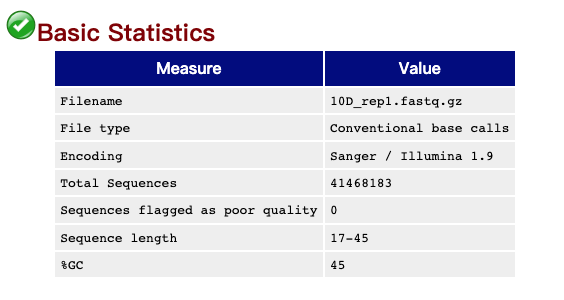 Basic Statistics
Measure Value
Filename 10D_rep1.fastq.gz
File type Conventional base calls
Encoding Sanger / Illumina 1.9
Total Sequences 41468183
Sequences flagged as poor quality 0
Sequence length 17-45
%GC 45